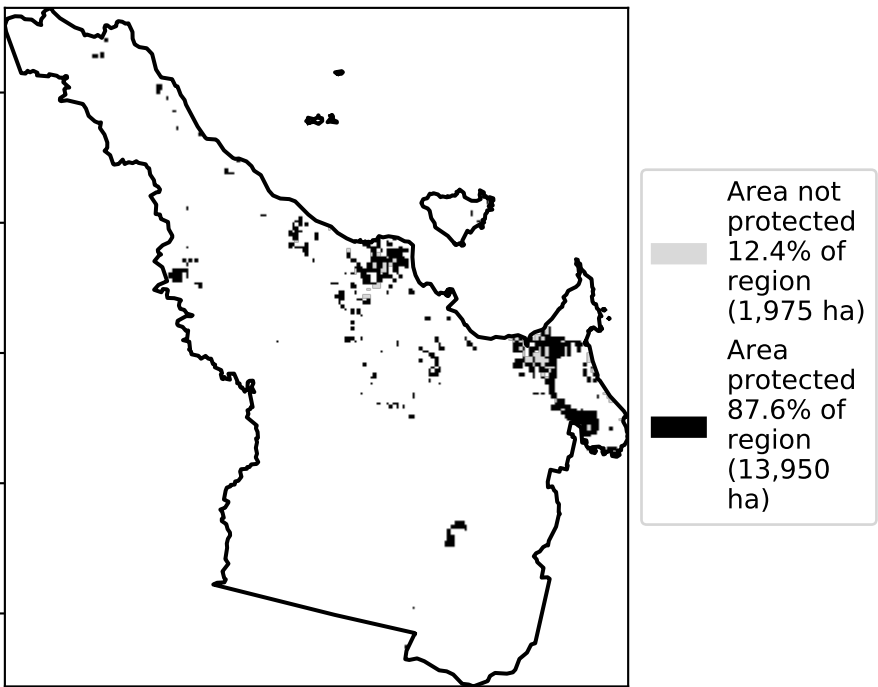 Area not
protected
12.4% of
region
(1,975 ha)
Area
protected
87.6% of
region
(13,950
ha)